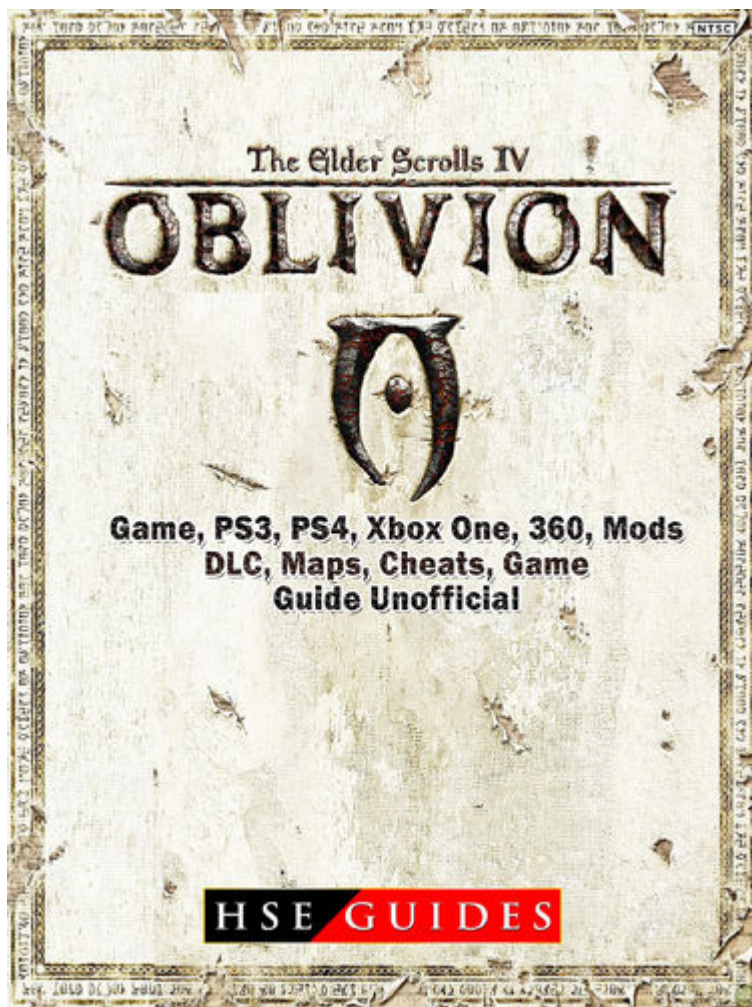 NTSC
The Elder Scrolls IV
OBLIVION
Game, PS3, PS4, Xbox One, 360, Mods
DLC, Maps, Cheats, Game
Guide Unofficial
HSE GUIDES